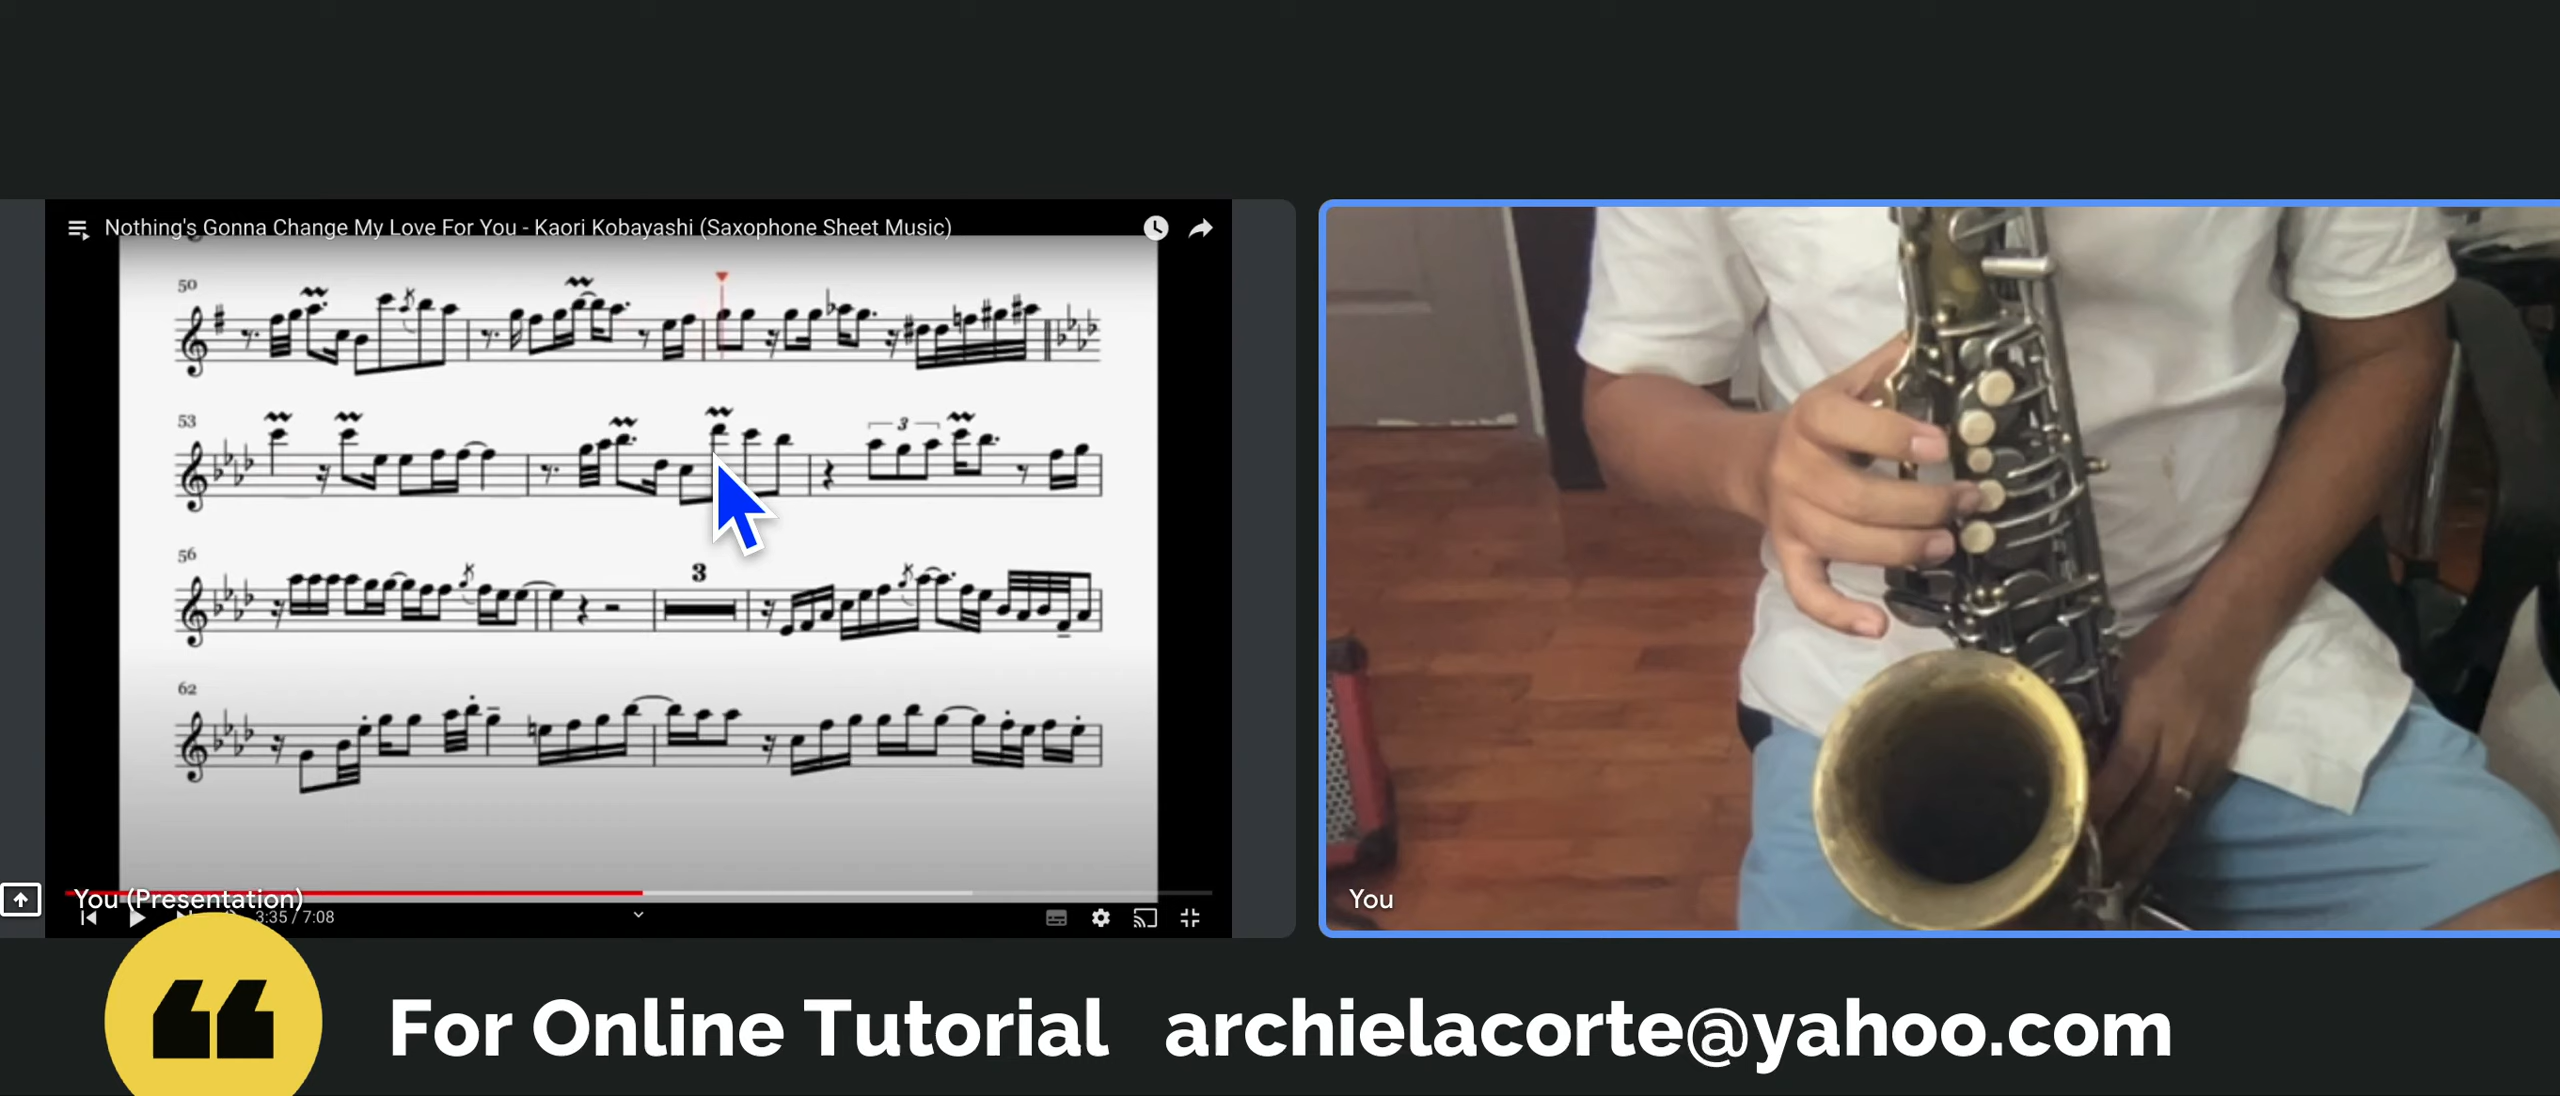 Nothing's Gonna Change My Love For You - Kaori Kobayashi (Saxophone Sheet Music)
50
53
3
56
3
62
You (Presentation)
3:35 / 7:08
You
For Online Tutorial archielacorte@yahoo.com